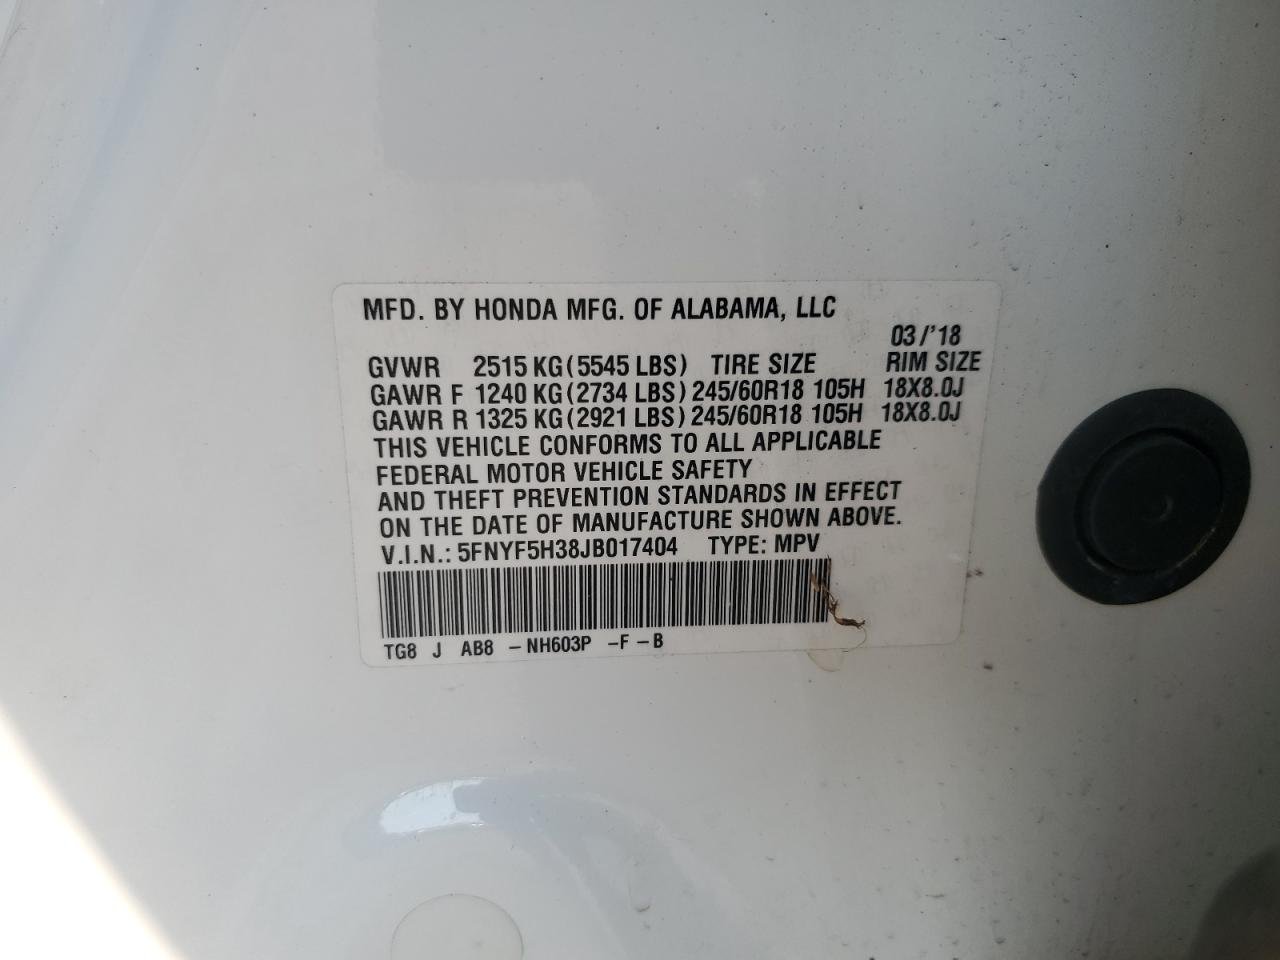 MFD. BY HONDA MFG. OF ALABAMA, LLC
03/'18
GVWR 2515 KG (5545 LBS) TIRE SIZE RIM SIZE
GAWR F 1240 KG (2734 LBS) 245/60R18 105H 18X8.0J
GAWR R 1325 KG (2921 LBS) 245/60R18 105H 18X8.0J
THIS VEHICLE CONFORMS TO ALL APPLICABLE
FEDERAL MOTOR VEHICLE SAFETY
AND THEFT PREVENTION STANDARDS IN EFFECT
ON THE DATE OF MANUFACTURE SHOWN ABOVE.
V.I.N.: 5FNYF5H38JB017404 TYPE: MPV
TG8 J AB8 – NH603P –F – B